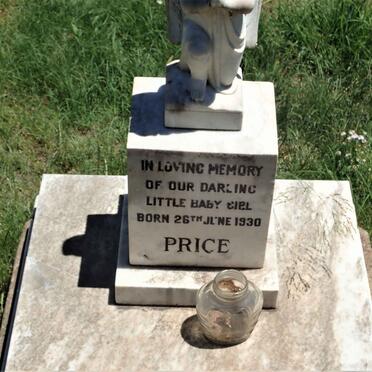 IN LOVING MEMORY
OF OUR DARLING
LITTLE BABY GIRL
BORN 26TH JUNE 1930
PRICE